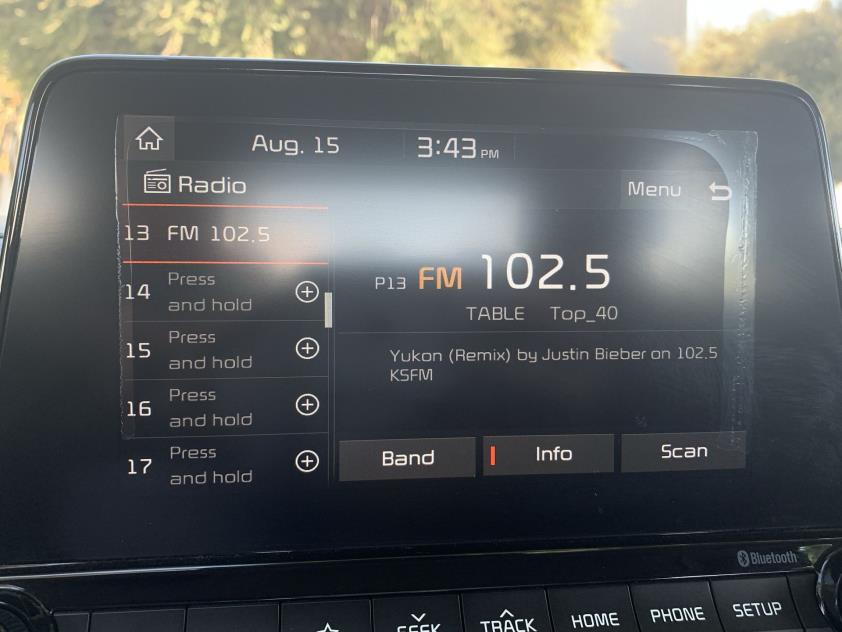 Aug. 15 3:43 PM
Radio
Menu
13 FM 102.5
14 Press and hold
15 Press and hold
16 Press and hold
17 Press and hold
P13 FM 102.5
TABLE Top_40
Yukon (Remix) by Justin Bieber on 102.5
KSFM
Band Info Scan
Bluetooth
SEEK TRACK HOME PHONE SETUP